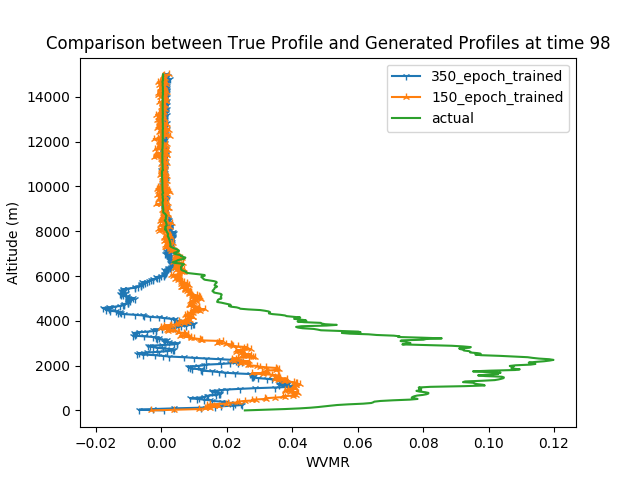 Comparison between True Profile and Generated Profiles at time 98
350_epoch_trained
150_epoch_trained
actual
14000
12000
10000
8000
6000
4000
2000
0
Altitude (m)
−0.02 0.00 0.02 0.04 0.06 0.08 0.10 0.12
WVMR